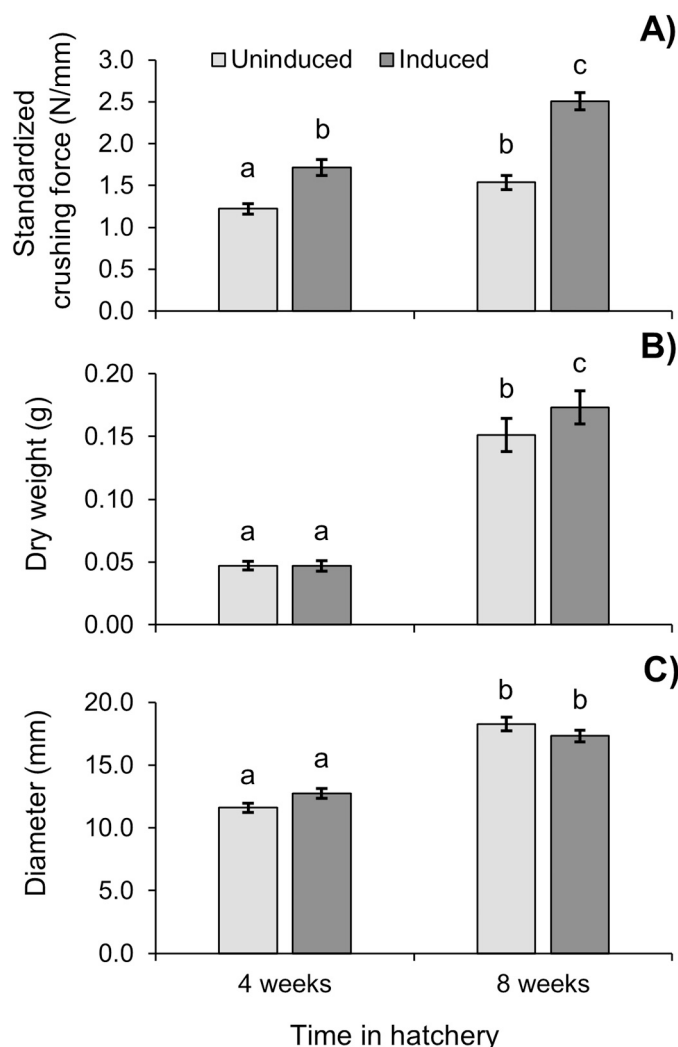 A)
Standardized
crushing force (N/mm)
3.0
2.5
2.0
1.5
1.0
0.5
0.0
Uninduced Induced
a b b c
B)
Dry weight (g)
0.20
0.15
0.10
0.05
0.00
a a b c
C)
Diameter (mm)
20.0
15.0
10.0
5.0
0.0
a a b b
4 weeks 8 weeks
Time in hatchery